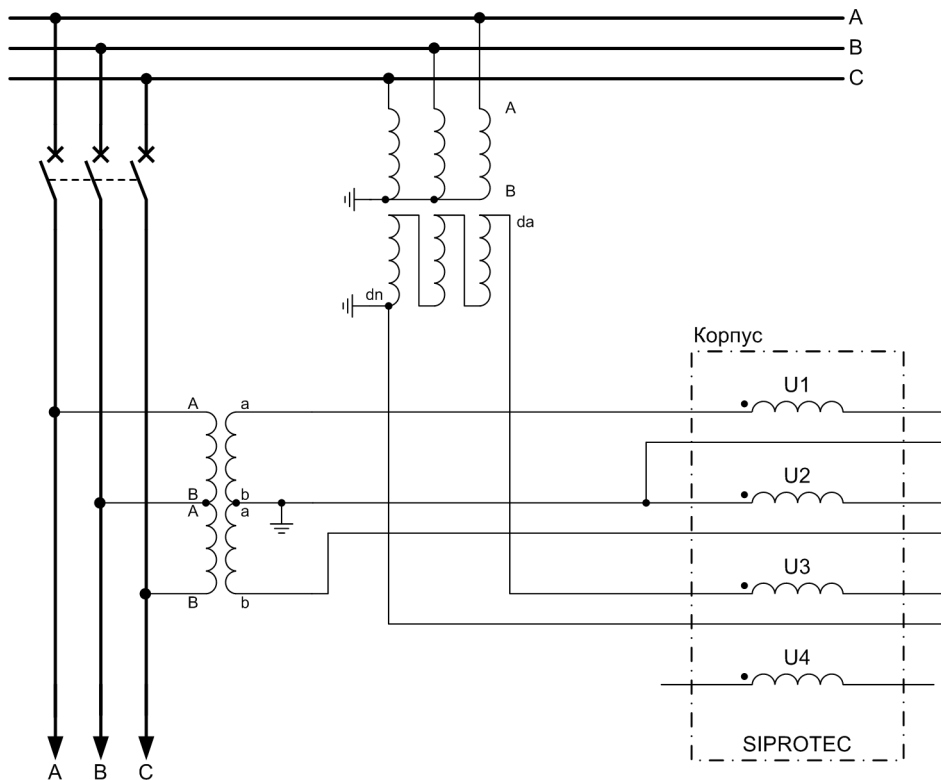 A
B
C
A
B
da
dn
Корпус
U1
A a
B b
A a
U2
B b
U3
U4
SIPROTEC
A B C